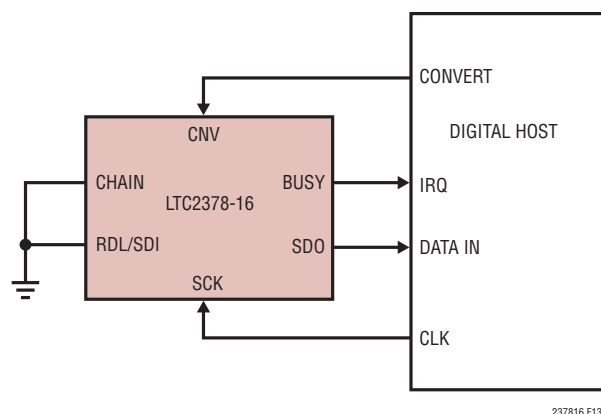 CONVERT
CNV
DIGITAL HOST
CHAIN
BUSY
IRQ
LTC2378-16
RDL/SDI
SDO
DATA IN
SCK
CLK
237816 F13